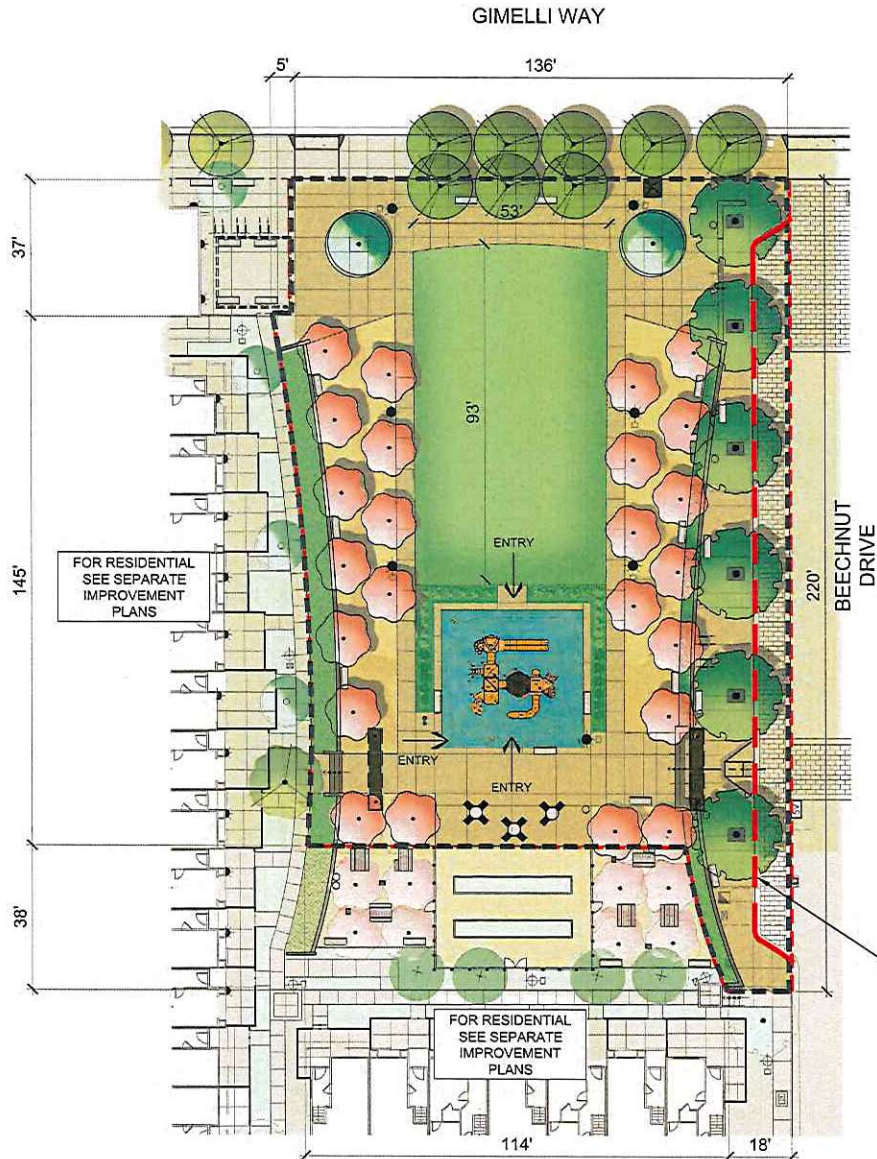 GIMELLI WAY
5'
136'
37'
53'
93'
145'
220'
BEECHNUT
DRIVE
FOR RESIDENTIAL
SEE SEPARATE
IMPROVEMENT
PLANS
ENTRY
ENTRY
ENTRY
38'
FOR RESIDENTIAL
SEE SEPARATE
IMPROVEMENT
PLANS
114'
18'